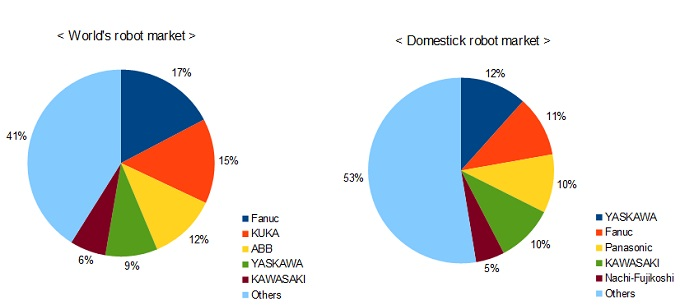 < World's robot market >
17%
15%
12%
9%
6%
41%
Fanuc
KUKA
ABB
YASKAWA
KAWASAKI
Others
< Domestick robot market >
12%
11%
10%
10%
5%
53%
YASKAWA
Fanuc
Panasonic
KAWASAKI
Nachi-Fujikoshi
Others